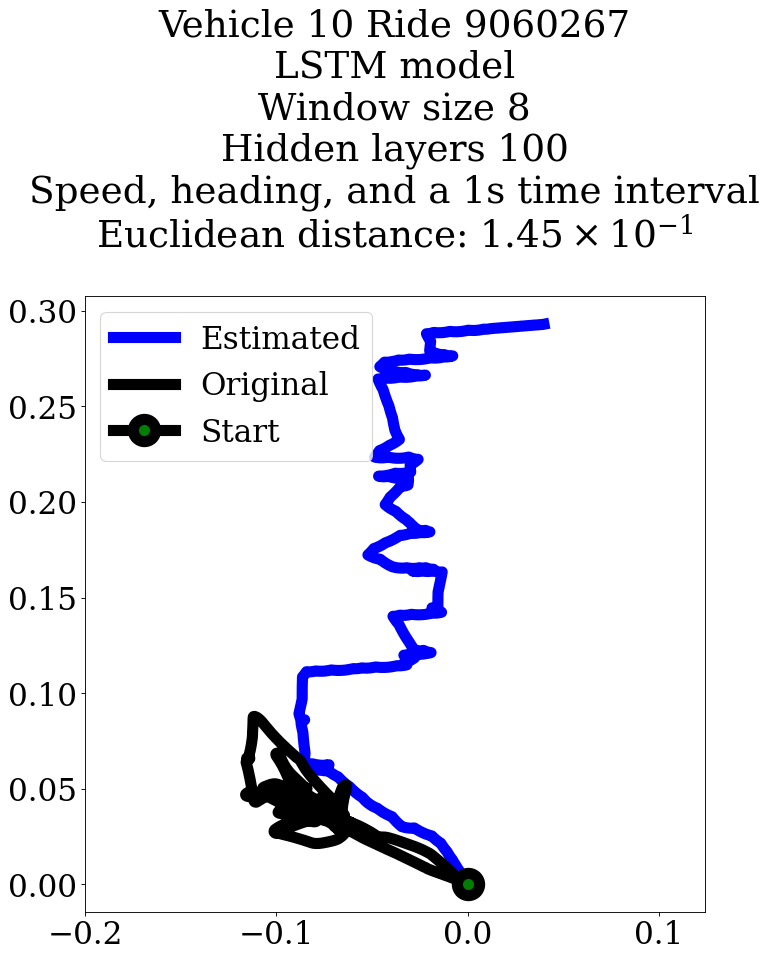 Vehicle 10 Ride 9060267
LSTM model
Window size 8
Hidden layers 100
Speed, heading, and a 1s time interval
Euclidean distance: 1.45 × 10⁻¹
0.30
Estimated
Original
Start
0.25
0.20
0.15
0.10
0.05
0.00
−0.2
−0.1
0.0
0.1